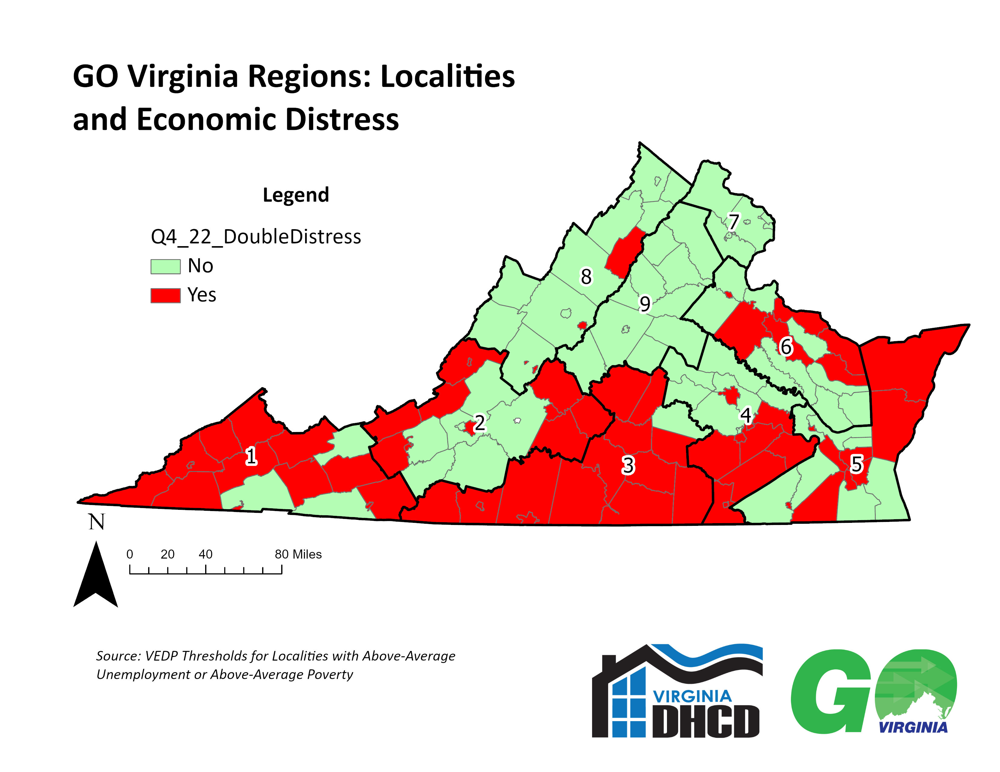 GO Virginia Regions: Localities
and Economic Distress
Legend
Q4_22_DoubleDistress
No
Yes
7
8
9
6
4
2
1
3
5
N
0 20 40 80 Miles
Source: VEDP Thresholds for Localities with Above-Average
Unemployment or Above-Average Poverty
VIRGINIA
DHCD
GO
VIRGINIA